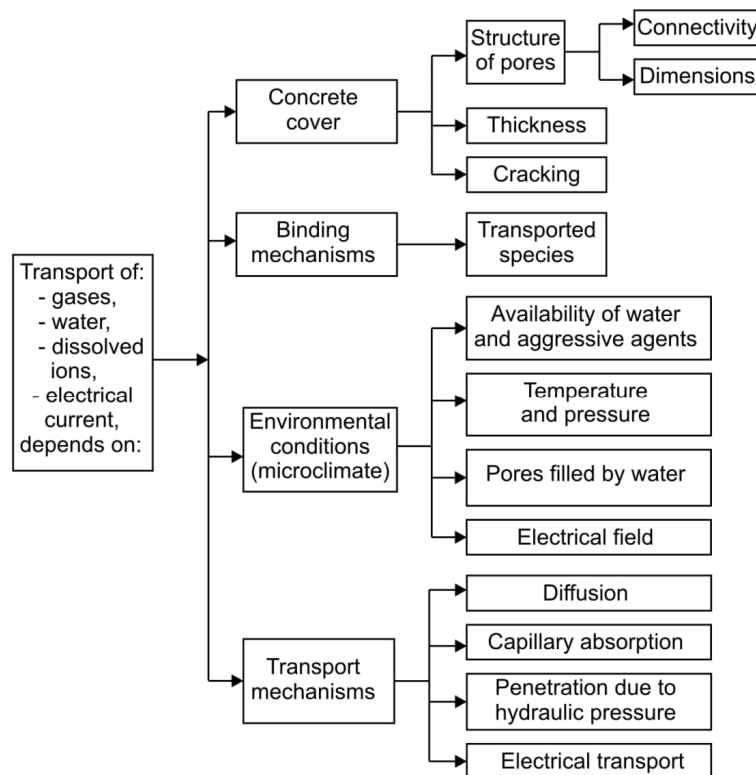 Transport of:
- gases,
- water,
- dissolved
ions,
- electrical
current,
depends on:
Concrete
cover
Structure
of pores
Connectivity
Dimensions
Thickness
Cracking
Binding
mechanisms
Transported
species
Environmental
conditions
(microclimate)
Availability of water
and aggressive agents
Temperature
and pressure
Pores filled by water
Electrical field
Transport
mechanisms
Diffusion
Capillary absorption
Penetration due to
hydraulic pressure
Electrical transport